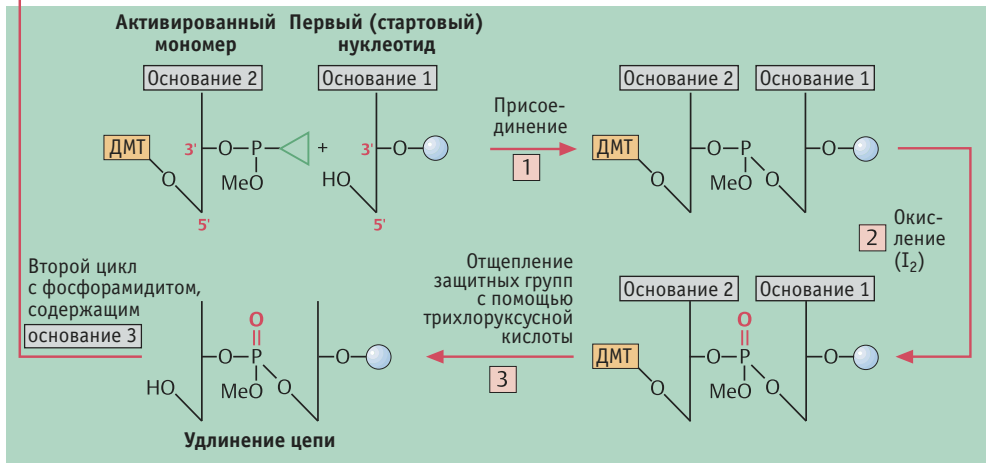 Активированный
мономер
Первый (стартовый)
нуклеотид
Основание 2
Основание 1
ДМТ
3'
O
P
MeO
O
5'
+
3'
O
HO
5'
Присое-
динение
1
Основание 2
Основание 1
ДМТ
O
P
O
MeO
O
O
2
Окис-
ление
(I₂)
Основание 2
Основание 1
O
ДМТ
O
P
O
MeO
O
O
Отщепление
защитных групп
с помощью
трихлоруксусной
кислоты
3
O
O
P
O
HO
MeO
O
Удлинение цепи
Второй цикл
с фосфорамидитом,
содержащим
основание 3